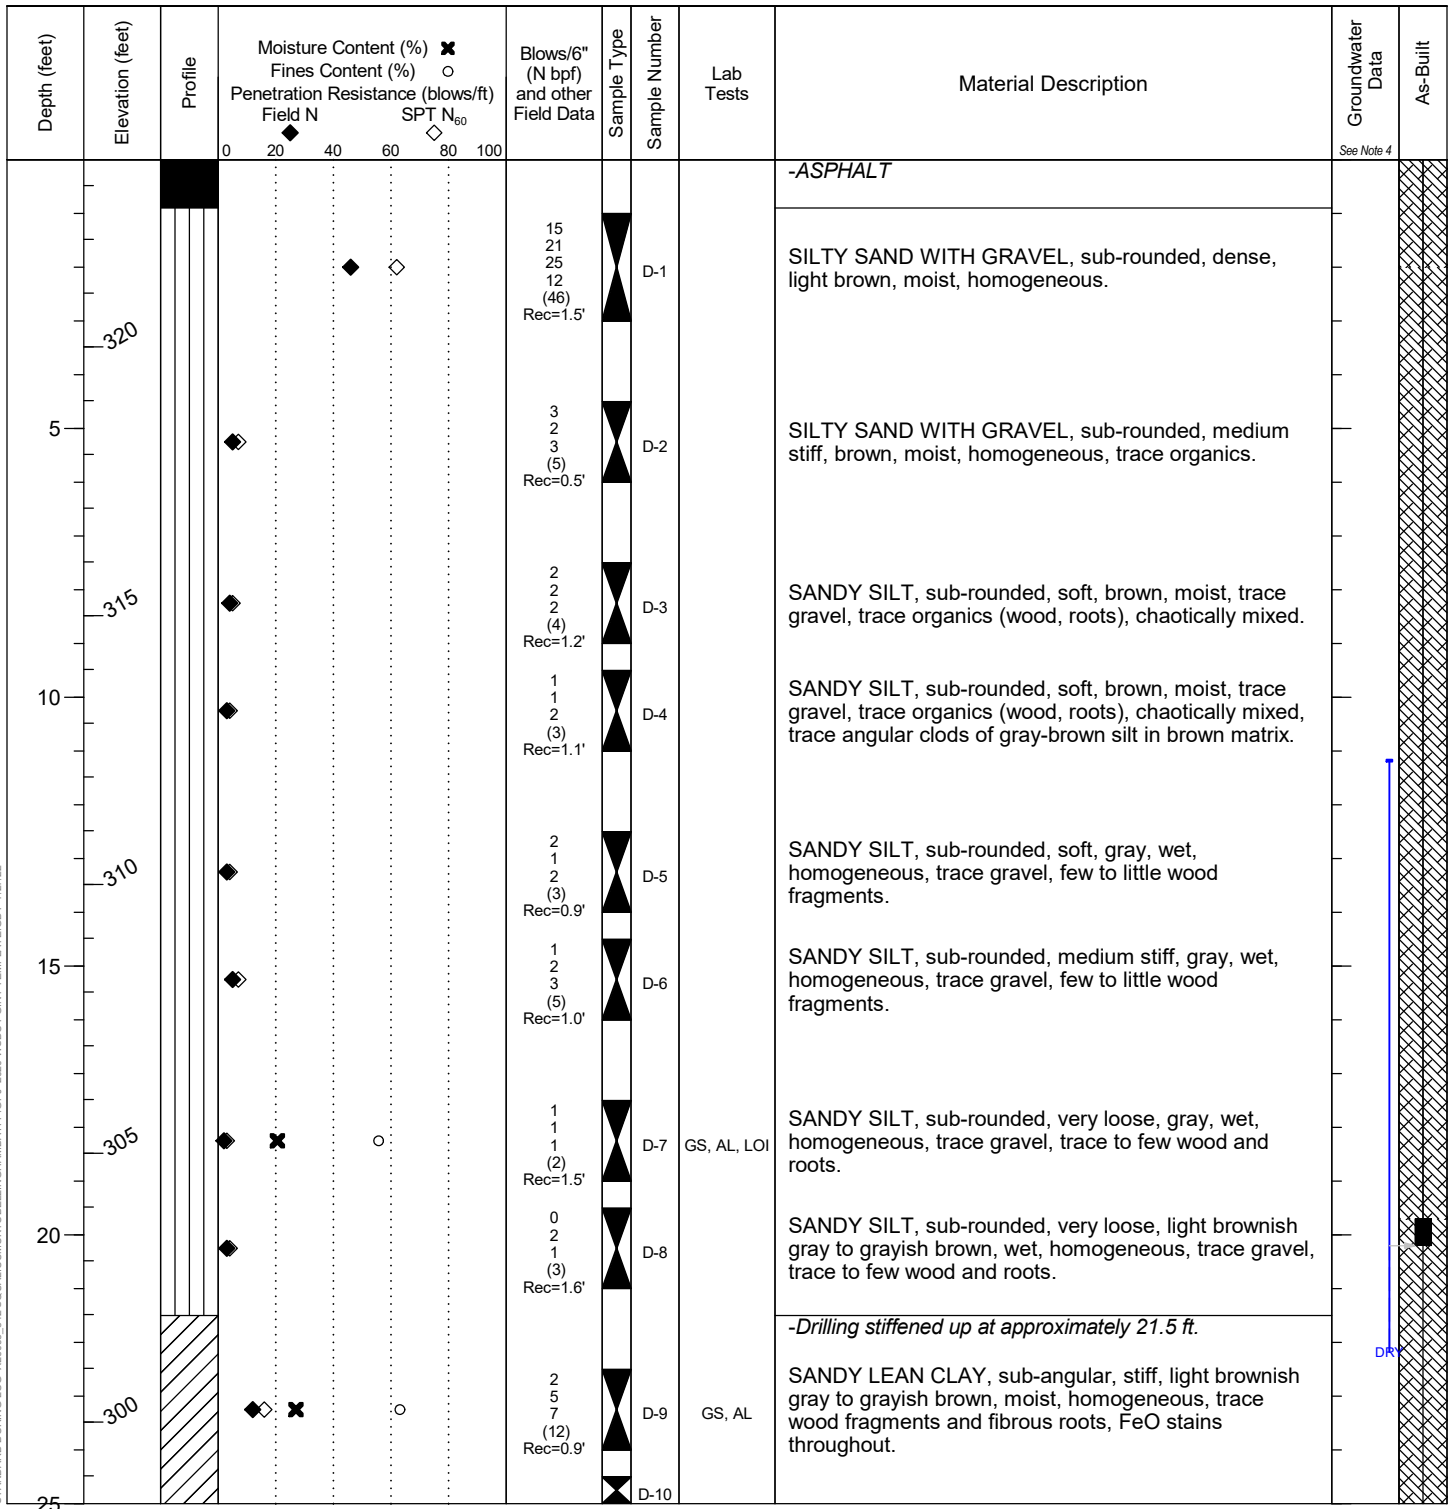 Depth (feet)
Elevation (feet)
Profile
Moisture Content (%)
Fines Content (%)
Penetration Resistance (blows/ft)
Field N SPT N60
0 20 40 60 80 100
Blows/6"
(N bpf)
and other
Field Data
Sample Type
Sample Number
Lab
Tests
Material Description
Groundwater
Data
See Note 4
As-Built
-ASPHALT
15
21
25
12
(46)
Rec=1.5'
D-1
SILTY SAND WITH GRAVEL, sub-rounded, dense,
light brown, moist, homogeneous.
320
5
3
2
3
(5)
Rec=0.5'
D-2
SILTY SAND WITH GRAVEL, sub-rounded, medium
stiff, brown, moist, homogeneous, trace organics.
315
2
2
2
(4)
Rec=1.2'
D-3
SANDY SILT, sub-rounded, soft, brown, moist, trace
gravel, trace organics (wood, roots), chaotically mixed.
10
1
1
2
(3)
Rec=1.1'
D-4
SANDY SILT, sub-rounded, soft, brown, moist, trace
gravel, trace organics (wood, roots), chaotically mixed,
trace angular clods of gray-brown silt in brown matrix.
310
2
1
2
(3)
Rec=0.9'
D-5
SANDY SILT, sub-rounded, soft, gray, wet,
homogeneous, trace gravel, few to little wood
fragments.
15
1
2
3
(5)
Rec=1.0'
D-6
SANDY SILT, sub-rounded, medium stiff, gray, wet,
homogeneous, trace gravel, few to little wood
fragments.
305
1
1
1
(2)
Rec=1.5'
D-7
GS, AL, LOI
SANDY SILT, sub-rounded, very loose, gray, wet,
homogeneous, trace gravel, trace to few wood and
roots.
20
0
2
1
(3)
Rec=1.6'
D-8
SANDY SILT, sub-rounded, very loose, light brownish
gray to grayish brown, wet, homogeneous, trace gravel,
trace to few wood and roots.
-Drilling stiffened up at approximately 21.5 ft.
DRY
300
2
5
7
(12)
Rec=0.9'
D-9
GS, AL
SANDY LEAN CLAY, sub-angular, stiff, light brownish
gray to grayish brown, moist, homogeneous, trace
wood fragments and fibrous roots, FeO stains
throughout.
D-10
25